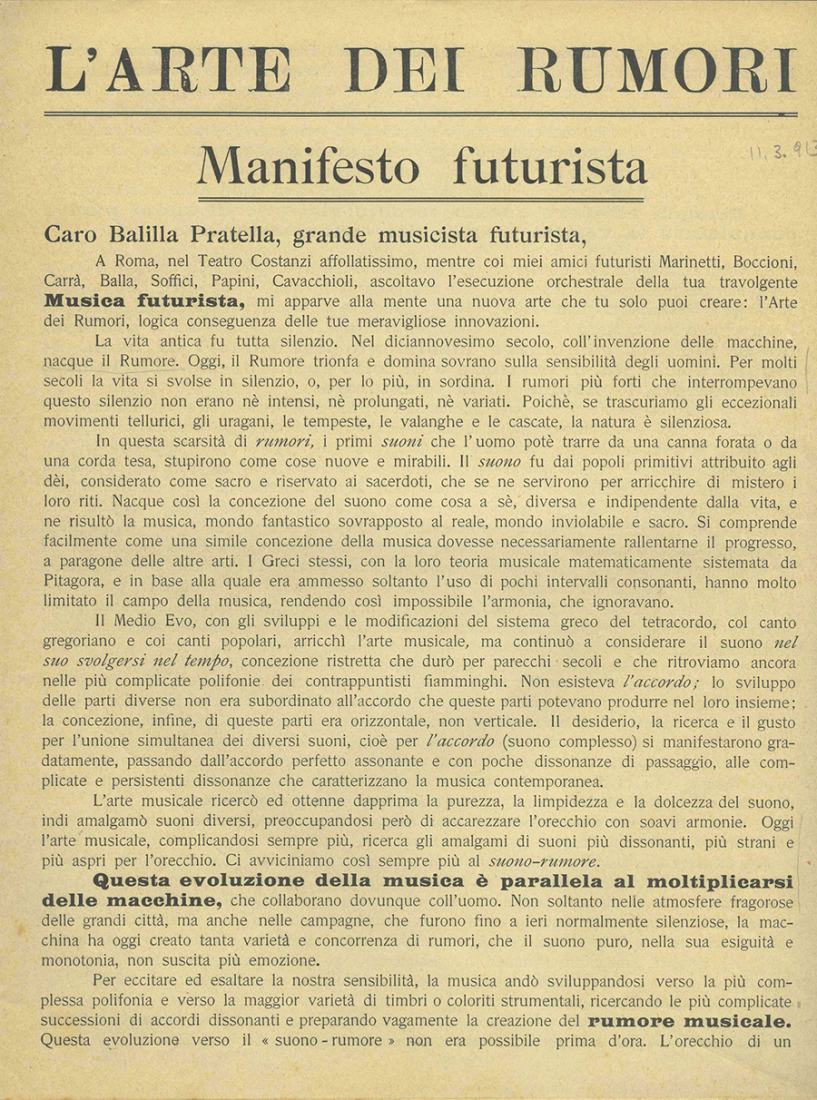 L'ARTE DEI RUMORI
Manifesto futurista
11. 3. 913
Caro Balilla Pratella, grande musicista futurista,
A Roma, nel Teatro Costanzi affollatissimo, mentre coi miei amici futuristi Marinetti, Boccioni,
Carrà, Balla, Soffici, Papini, Cavacchioli, ascoltavo l'esecuzione orchestrale della tua travolgente
Musica futurista, mi apparve alla mente una nuova arte che tu solo puoi creare: l'Arte
dei Rumori, logica conseguenza delle tue meravigliose innovazioni.
La vita antica fu tutta silenzio. Nel diciannovesimo secolo, coll'invenzione delle macchine,
nacque il Rumore. Oggi, il Rumore trionfa e domina sovrano sulla sensibilità degli uomini. Per molti
secoli la vita si svolse in silenzio, o, per lo più, in sordina. I rumori più forti che interrompevano
questo silenzio non erano nè intensi, nè prolungati, nè variati. Poichè, se trascuriamo gli eccezionali
movimenti tellurici, gli uragani, le tempeste, le valanghe e le cascate, la natura è silenziosa.
In questa scarsità di rumori, i primi suoni che l'uomo potè trarre da una canna forata o da
una corda tesa, stupirono come cose nuove e mirabili. Il suono fu dai popoli primitivi attribuito agli
dèi, considerato come sacro e riservato ai sacerdoti, che se ne servirono per arricchire di mistero i
loro riti. Nacque così la concezione del suono come cosa a sè, diversa e indipendente dalla vita, e
ne risultò la musica, mondo fantastico sovrapposto al reale, mondo inviolabile e sacro. Si comprende
facilmente come una simile concezione della musica dovesse necessariamente rallentarne il progresso,
a paragone delle altre arti. I Greci stessi, con la loro teoria musicale matematicamente sistemata da
Pitagora, e in base alla quale era ammesso soltanto l'uso di pochi intervalli consonanti, hanno molto
limitato il campo della musica, rendendo così impossibile l'armonia, che ignoravano.
Il Medio Evo, con gli sviluppi e le modificazioni del sistema greco del tetracordo, col canto
gregoriano e coi canti popolari, arricchì l'arte musicale, ma continuò a considerare il suono nel
suo svolgersi nel tempo, concezione ristretta che durò per parecchi secoli e che ritroviamo ancora
nelle più complicate polifonie dei contrappuntisti fiamminghi. Non esisteva l'accordo; lo sviluppo
delle parti diverse non era subordinato all'accordo che queste parti potevano produrre nel loro insieme;
la concezione, infine, di queste parti era orizzontale, non verticale. Il desiderio, la ricerca e il gusto
per l'unione simultanea dei diversi suoni, cioè per l'accordo (suono complesso) si manifestarono gra-
datamente, passando dall'accordo perfetto assonante e con poche dissonanze di passaggio, alle com-
plicate e persistenti dissonanze che caratterizzano la musica contemporanea.
L'arte musicale ricercò ed ottenne dapprima la purezza, la limpidezza e la dolcezza del suono,
indi amalgamò suoni diversi, preoccupandosi però di accarezzare l'orecchio con soavi armonie. Oggi
l'arte musicale, complicandosi sempre più, ricerca gli amalgami di suoni più dissonanti, più strani e
più aspri per l'orecchio. Ci avviciniamo così sempre più al suono-rumore.
Questa evoluzione della musica è parallela al moltiplicarsi
delle macchine, che collaborano dovunque coll'uomo. Non soltanto nelle atmosfere fragorose
delle grandi città, ma anche nelle campagne, che furono fino a ieri normalmente silenziose, la mac-
china ha oggi creato tanta varietà e concorrenza di rumori, che il suono puro, nella sua esiguità e
monotonia, non suscita più emozione.
Per eccitare ed esaltare la nostra sensibilità, la musica andò sviluppandosi verso la più com-
plessa polifonia e verso la maggior varietà di timbri o coloriti strumentali, ricercando le più complicate
successioni di accordi dissonanti e preparando vagamente la creazione del rumore musicale.
Questa evoluzione verso il « suono-rumore » non era possibile prima d'ora. L'orecchio di un